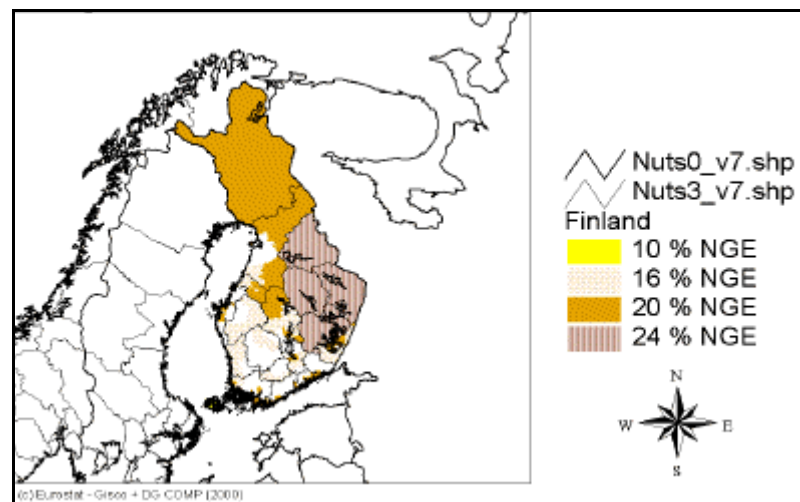 Nuts0_v7.shp
Nuts3_v7.shp
Finland
10 % NGE
16 % NGE
20 % NGE
24 % NGE
N
W E
S
(c)Eurostat - Gisco + DG COMP (2000)